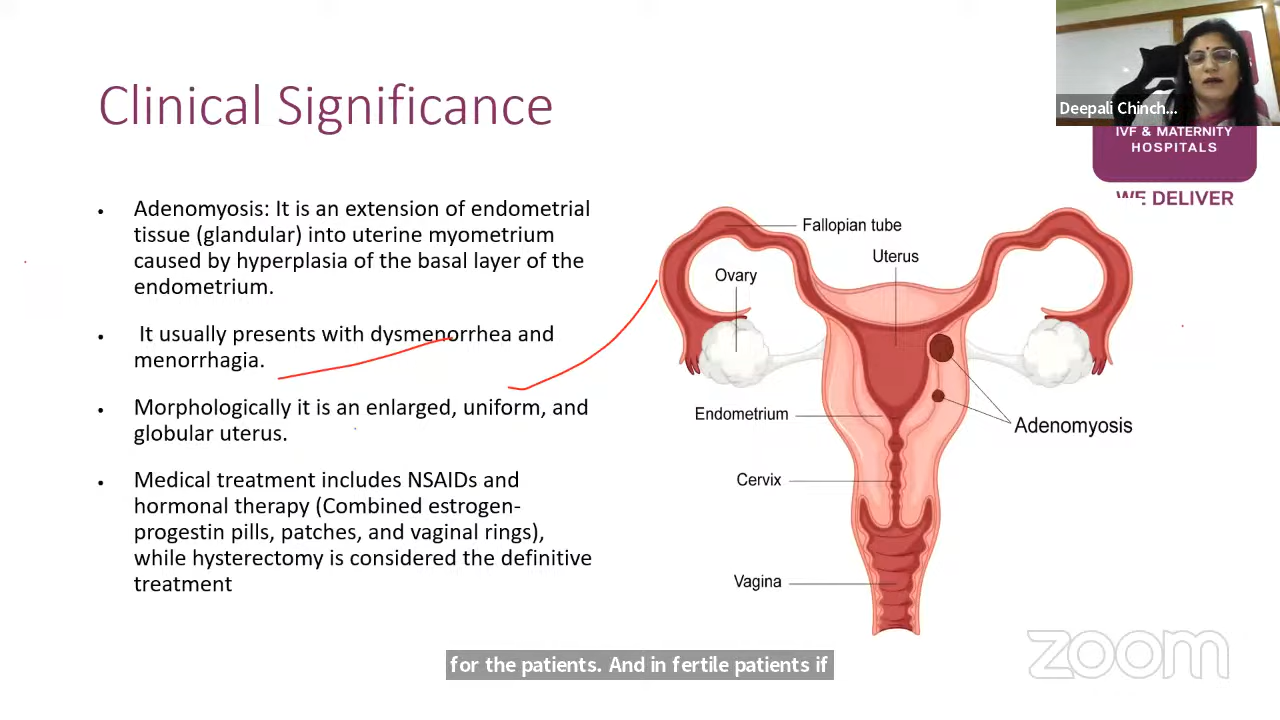 Clinical Significance
Deepali Chinch...
IVF & MATERNITY
HOSPITALS
WE DELIVER
• Adenomyosis: It is an extension of endometrial
tissue (glandular) into uterine myometrium
caused by hyperplasia of the basal layer of the
endometrium.
• It usually presents with dysmenorrhea and
menorrhagia.
• Morphologically it is an enlarged, uniform, and
globular uterus.
• Medical treatment includes NSAIDs and
hormonal therapy (Combined estrogen-
progestin pills, patches, and vaginal rings),
while hysterectomy is considered the definitive
treatment
Fallopian tube
Uterus
Ovary
Endometrium
Adenomyosis
Cervix
Vagina
zoom
for the patients. And in fertile patients if